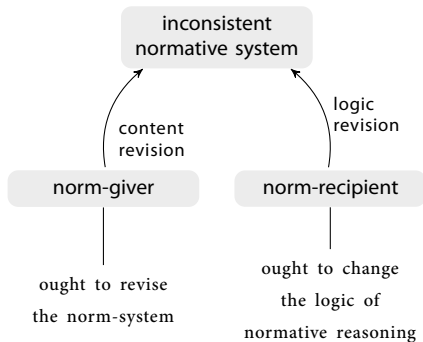 inconsistent
normative system
content
revision
logic
revision
norm-giver
norm-recipient
ought to revise
the norm-system
ought to change
the logic of
normative reasoning